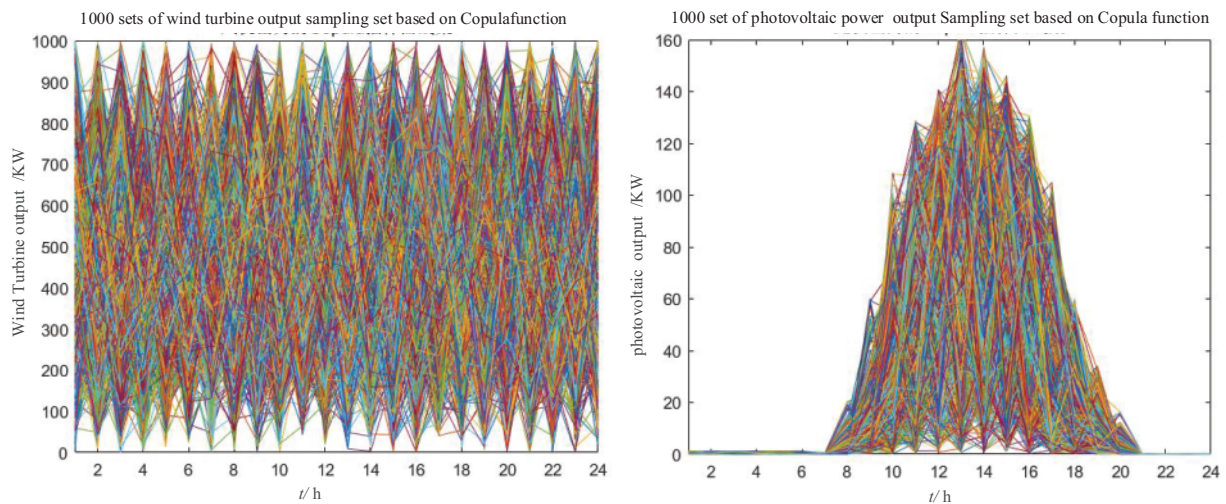 1000 sets of wind turbine output sampling set based on Copulafunction
1000
900
800
700
600
500
400
300
200
100
0
2 4 6 8 10 12 14 16 18 20 22 24
Wind Turbine output /KW
t/ h
1000 set of photovoltaic power output Sampling set based on Copula function
160
140
120
100
80
60
40
20
0
2 4 6 8 10 12 14 16 18 20 22 24
photovoltaic output /KW
t/ h